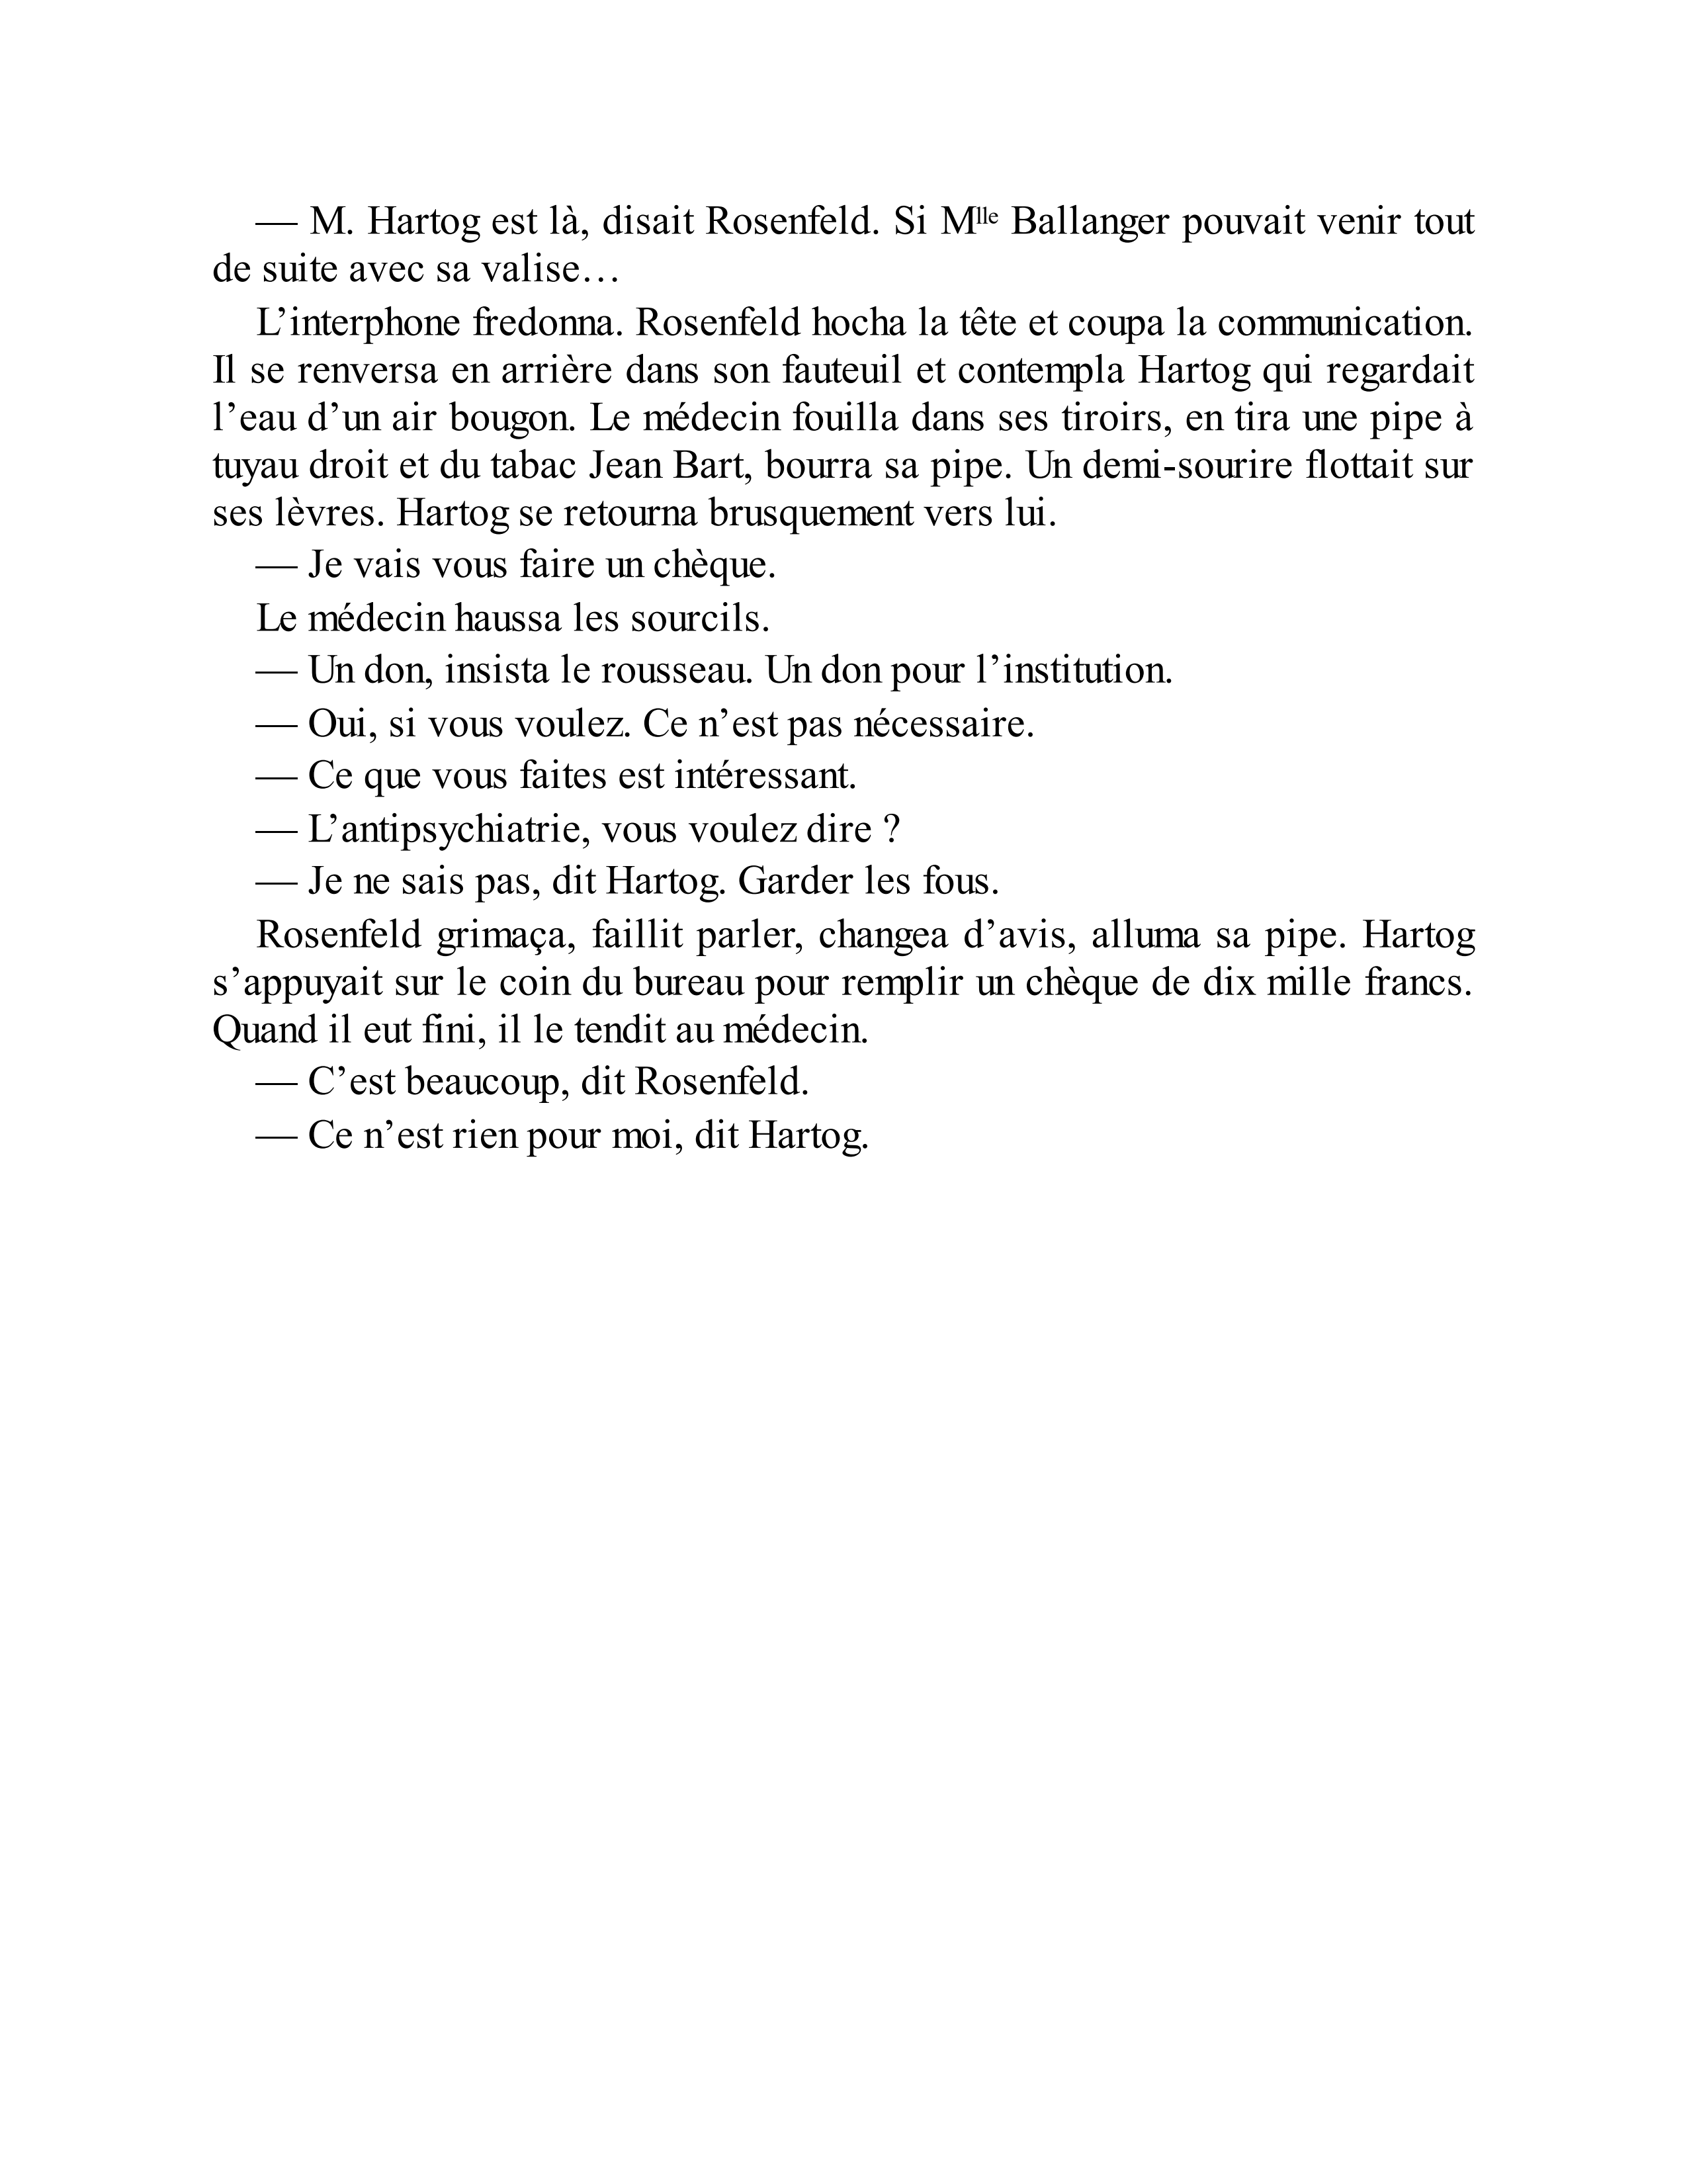 — M. Hartog est là, disait Rosenfeld. Si Mlle Ballanger pouvait venir tout
de suite avec sa valise…
L’interphone fredonna. Rosenfeld hocha la tête et coupa la communication.
Il se renversa en arrière dans son fauteuil et contempla Hartog qui regardait
l’eau d’un air bougon. Le médecin fouilla dans ses tiroirs, en tira une pipe à
tuyau droit et du tabac Jean Bart, bourra sa pipe. Un demi-sourire flottait sur
ses lèvres. Hartog se retourna brusquement vers lui.
— Je vais vous faire un chèque.
Le médecin haussa les sourcils.
— Un don, insista le rousseau. Un don pour l’institution.
— Oui, si vous voulez. Ce n’est pas nécessaire.
— Ce que vous faites est intéressant.
— L’antipsychiatrie, vous voulez dire ?
— Je ne sais pas, dit Hartog. Garder les fous.
Rosenfeld grimaça, faillit parler, changea d’avis, alluma sa pipe. Hartog
s’appuyait sur le coin du bureau pour remplir un chèque de dix mille francs.
Quand il eut fini, il le tendit au médecin.
— C’est beaucoup, dit Rosenfeld.
— Ce n’est rien pour moi, dit Hartog.